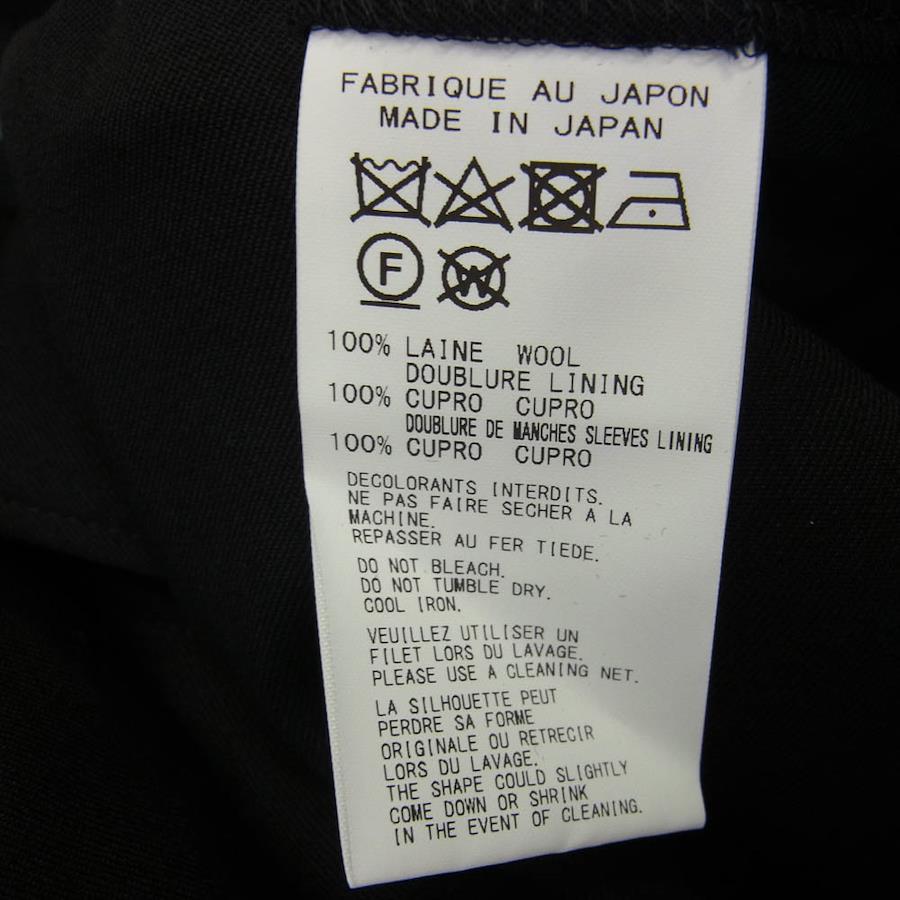 FABRIQUE AU JAPON
MADE IN JAPAN
F W
100% LAINE WOOL
DOUBLURE LINING
100% CUPRO CUPRO
DOUBLURE DE MANCHES SLEEVES LINING
100% CUPRO CUPRO
DECOLORANTS INTERDITS.
NE PAS FAIRE SECHER A LA
MACHINE.
REPASSER AU FER TIEDE.
DO NOT BLEACH.
DO NOT TUMBLE DRY.
COOL IRON.
VEUILLEZ UTILISER UN
FILET LORS DU LAVAGE.
PLEASE USE A CLEANING NET.
LA SILHOUETTE PEUT
PERDRE SA FORME
ORIGINALE OU RETRECIR
LORS DU LAVAGE.
THE SHAPE COULD SLIGHTLY
COME DOWN OR SHRINK
IN THE EVENT OF CLEANING.